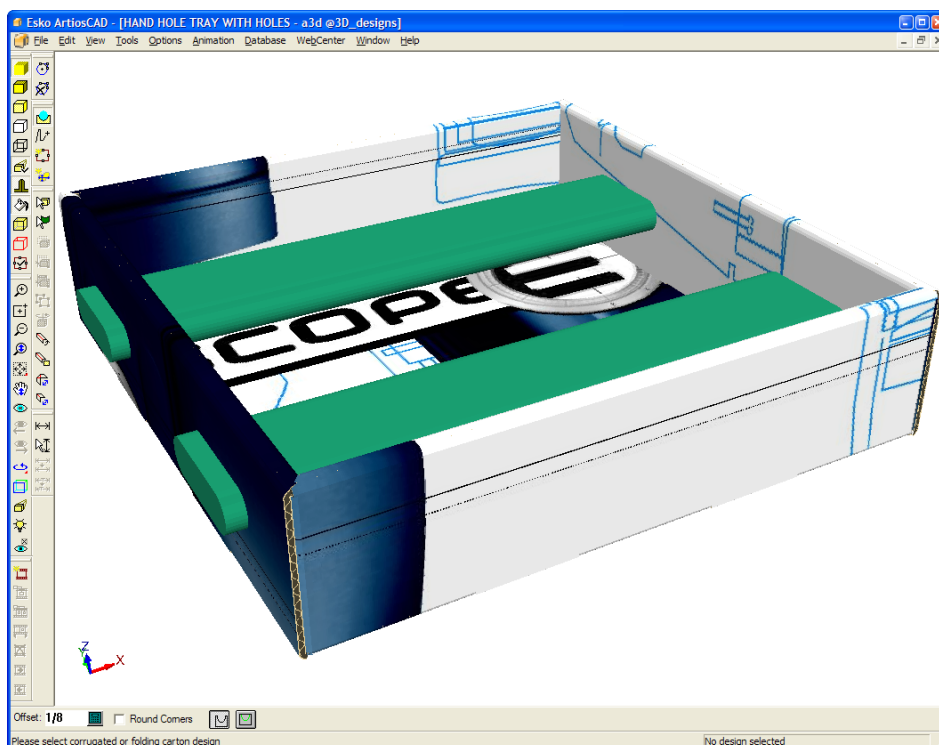 Esko ArtiosCAD - [HAND HOLE TRAY WITH HOLES - a3d @3D_designs]
File Edit View Tools Options Animation Database WebCenter Window Help
COPE
Z
Y
X
Offset: 1/8 Round Corners
Please select corrugated or folding carton design No design selected